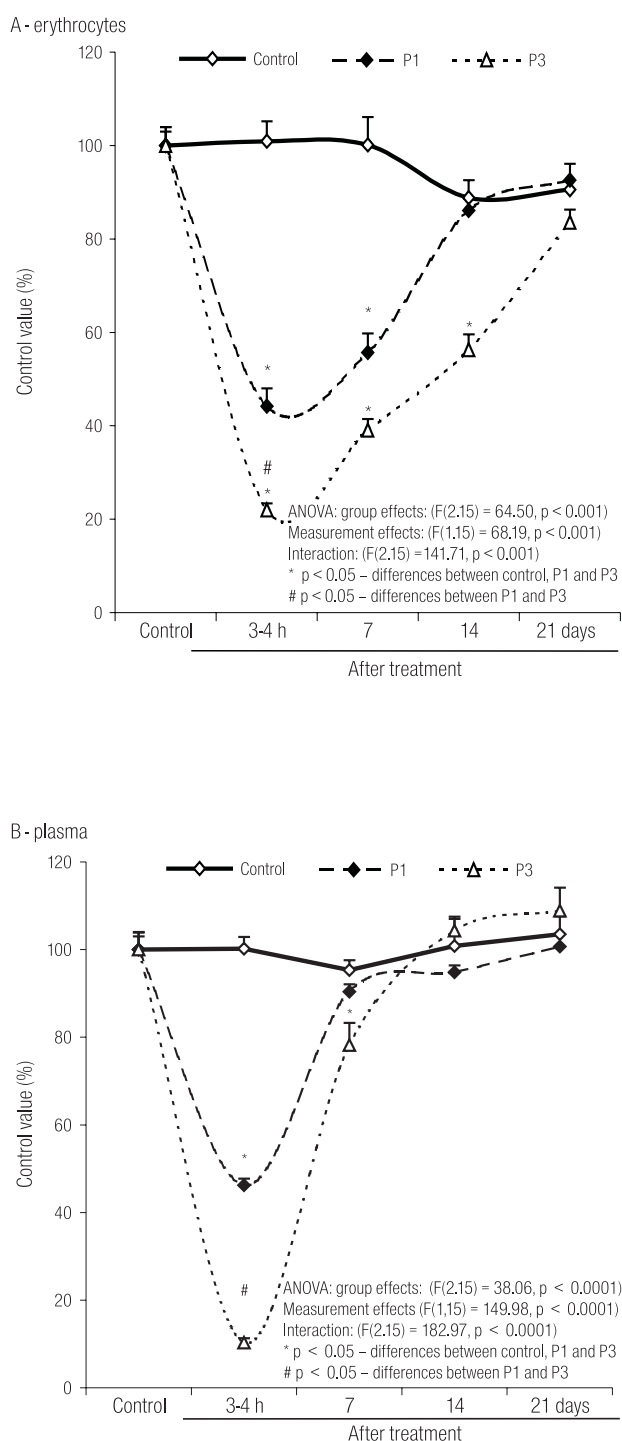 A - erythrocytes
Control P1 P3
120
100
80
60
40
20
0
Control value (%)
*
*
*
*
#
*
ANOVA: group effects: (F(2.15) = 64.50, p < 0.001)
Measurement effects: (F(1.15) = 68.19, p < 0.001)
Interaction: (F(2.15) =141.71, p < 0.001)
* p < 0.05 – differences between control, P1 and P3
# p < 0.05 – differences between P1 and P3
Control 3-4 h 7 14 21 days
After treatment
B - plasma
Control P1 P3
120
100
80
60
40
20
0
Control value (%)
*
*
#
ANOVA: group effects: (F(2.15) = 38.06, p < 0.0001)
Measurement effects (F(1,15) = 149.98, p < 0.0001)
Interaction: (F(2.15) = 182.97, p < 0.0001)
* p < 0.05 – differences between control, P1 and P3
# p < 0.05 – differences between P1 and P3
Control 3-4 h 7 14 21 days
After treatment